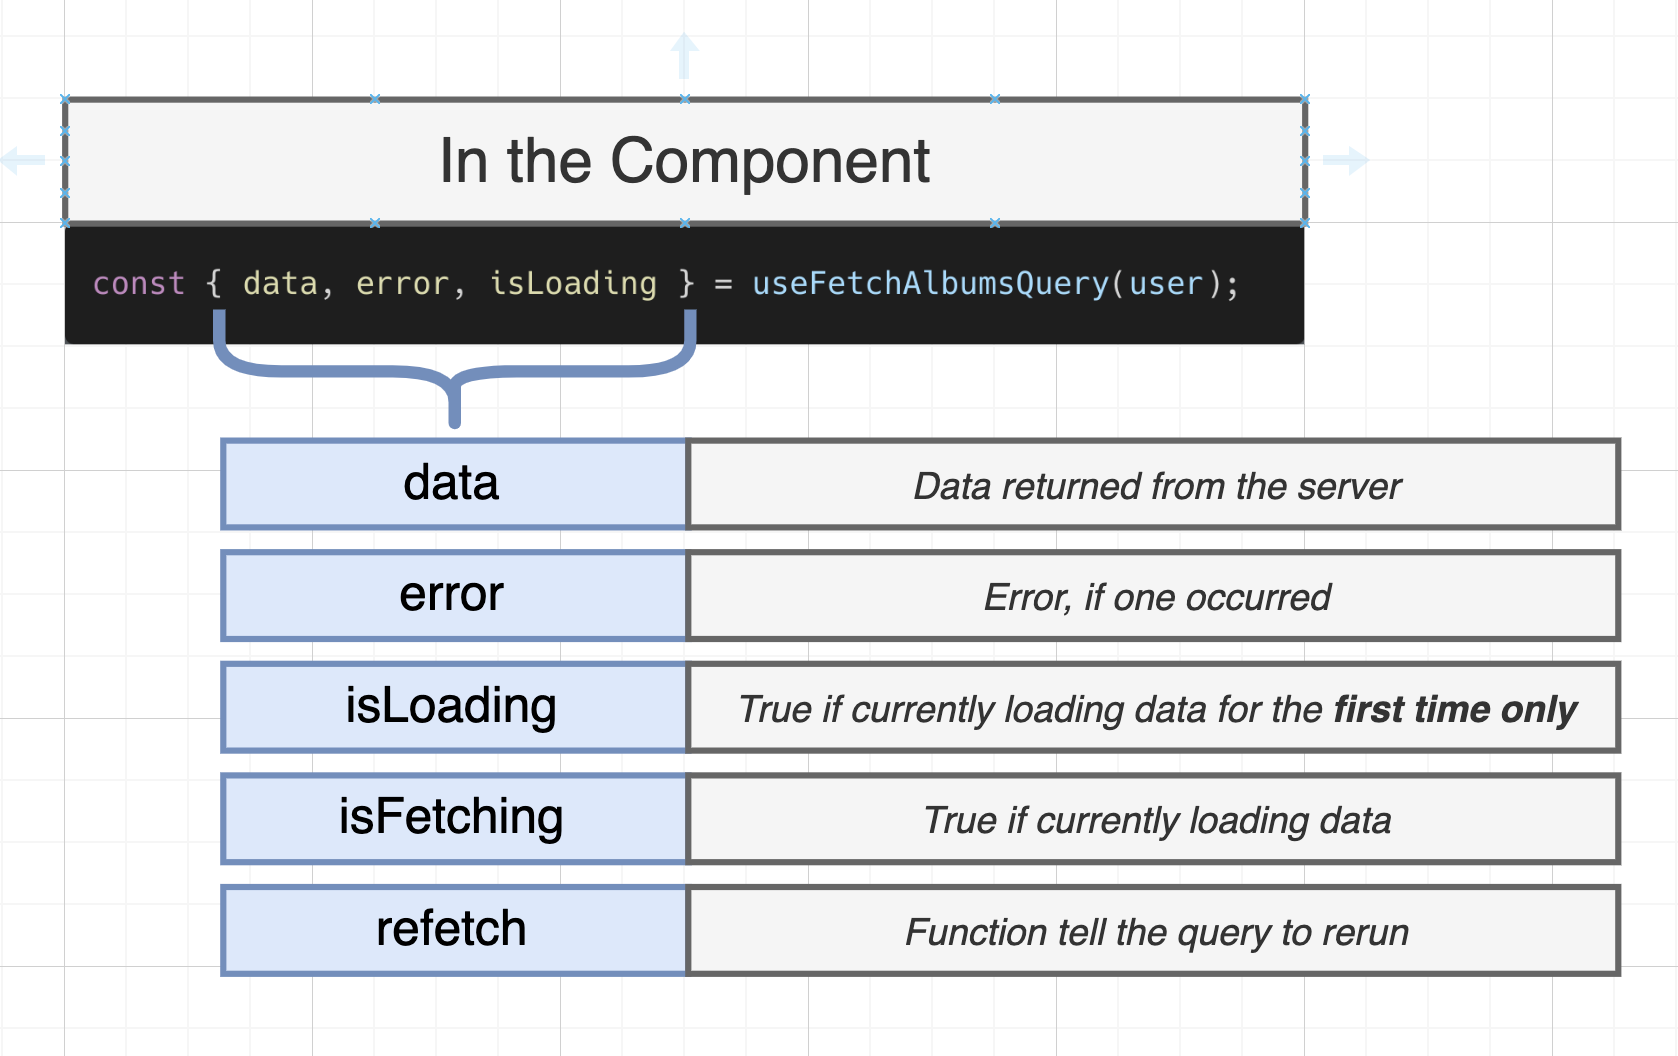 In the Component
const { data, error, isLoading } = useFetchAlbumsQuery(user);
data Data returned from the server
error Error, if one occurred
isLoading True if currently loading data for the first time only
isFetching True if currently loading data
refetch Function tell the query to rerun